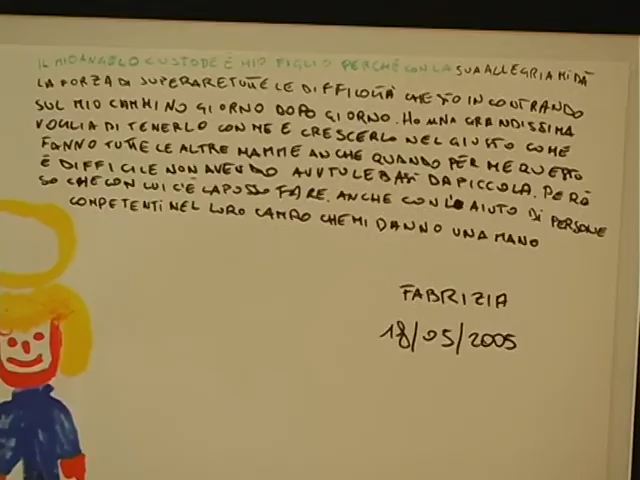 IL MIO ANGELO CUSTODE È MIO FIGLIO PERCHÉ CON LA SUA ALLEGRIA MI DÀ
LA FORZA DI SUPERARE TUTTE LE DIFFICOLTÀ CHE STO INCONTRANDO
SUL MIO CAMMINO GIORNO DOPO GIORNO. HO UNA GRANDISSIMA
VOGLIA DI TENERLO CON ME E CRESCERLO NEL GIUSTO COME
FANNO TUTTE LE ALTRE MAMME ANCHE QUANDO PER ME QUESTO
È DIFFICILE NON AVENDO AVUTO LE BASI DA PICCOLA. PERÒ
SO CHE CON LUI C'È LA POSSO FARE. ANCHE CON L'AIUTO DI PERSONE
COMPETENTI NEL LORO CAMPO CHE MI DANNO UNA MANO
FABRIZIA
18/05/2005